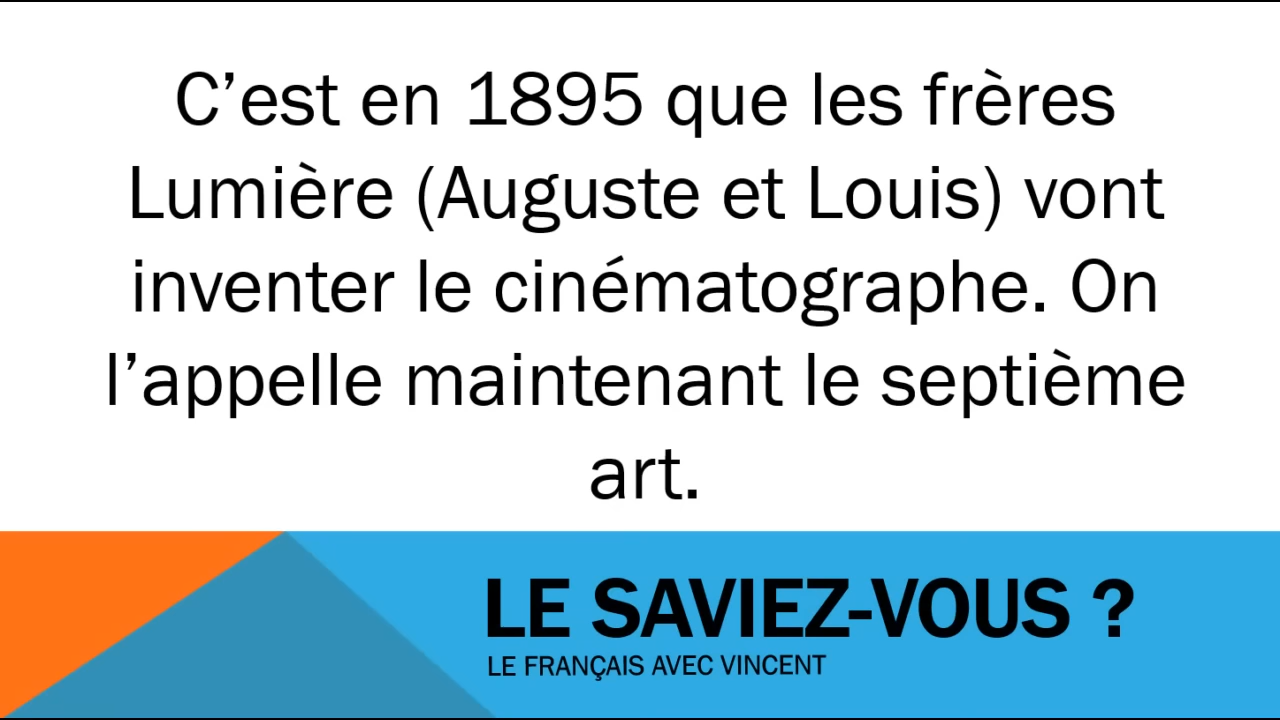 C’est en 1895 que les frères
Lumière (Auguste et Louis) vont
inventer le cinématographe. On
l’appelle maintenant le septième
art.
LE SAVIEZ-VOUS ?
LE FRANÇAIS AVEC VINCENT